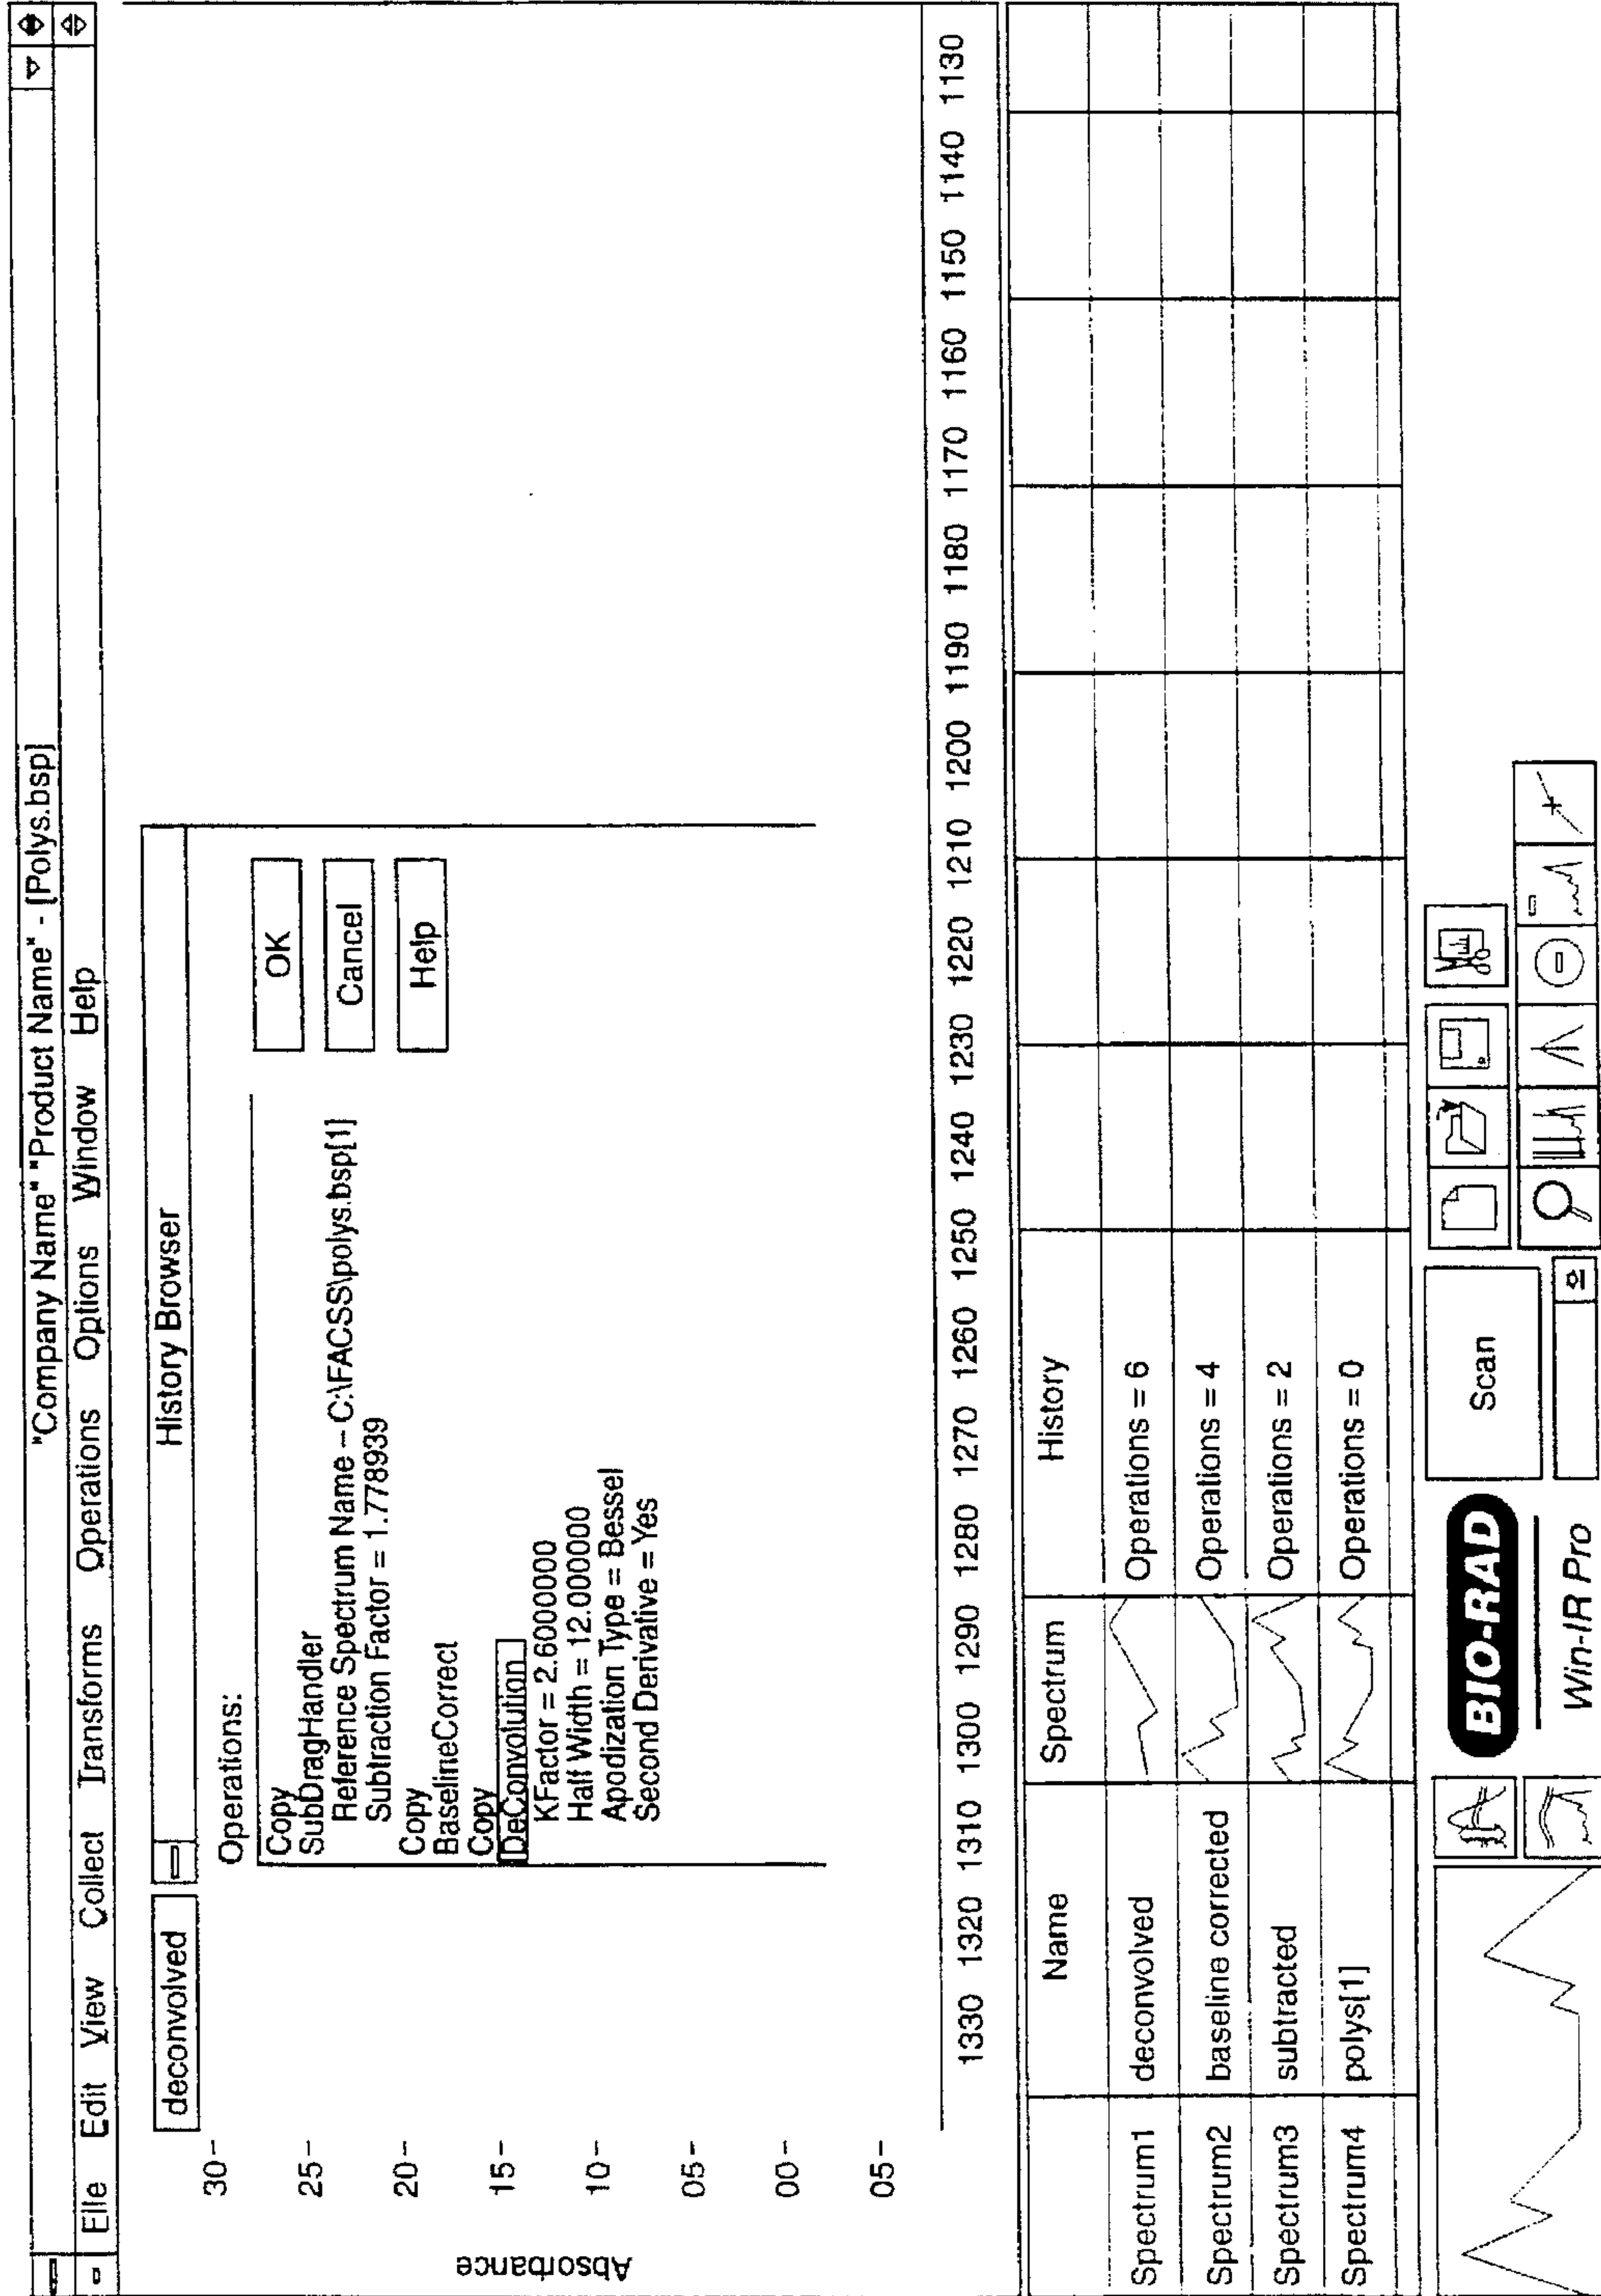 "Company Name" "Product Name" - [Polys.bsp]
Elle Edit View Collect Transforms Operations Options Window Help
deconvolved
History Browser
Operations:
Copy
SubDragHandler
Reference Spectrum Name – C:\FACSS\polys.bsp[1]
Subtraction Factor = 1.778939
Copy
BaselineCorrect
Copy
DeConvolution
KFactor = 2.600000
Half Width = 12.000000
Apodization Type = Bessel
Second Derivative = Yes
OK
Cancel
Help
Absorbance
30-
25-
20-
15-
10-
05-
00-
05-
1330 1320 1310 1300 1290 1280 1270 1260 1250 1240 1230 1220 1210 1200 1190 1180 1170 1160 1150 1140 1130
Name Spectrum History
Spectrum1 deconvolved Operations = 6
Spectrum2 baseline corrected Operations = 4
Spectrum3 subtracted Operations = 2
Spectrum4 polys[1] Operations = 0
BIO-RAD
Win-IR Pro
Scan